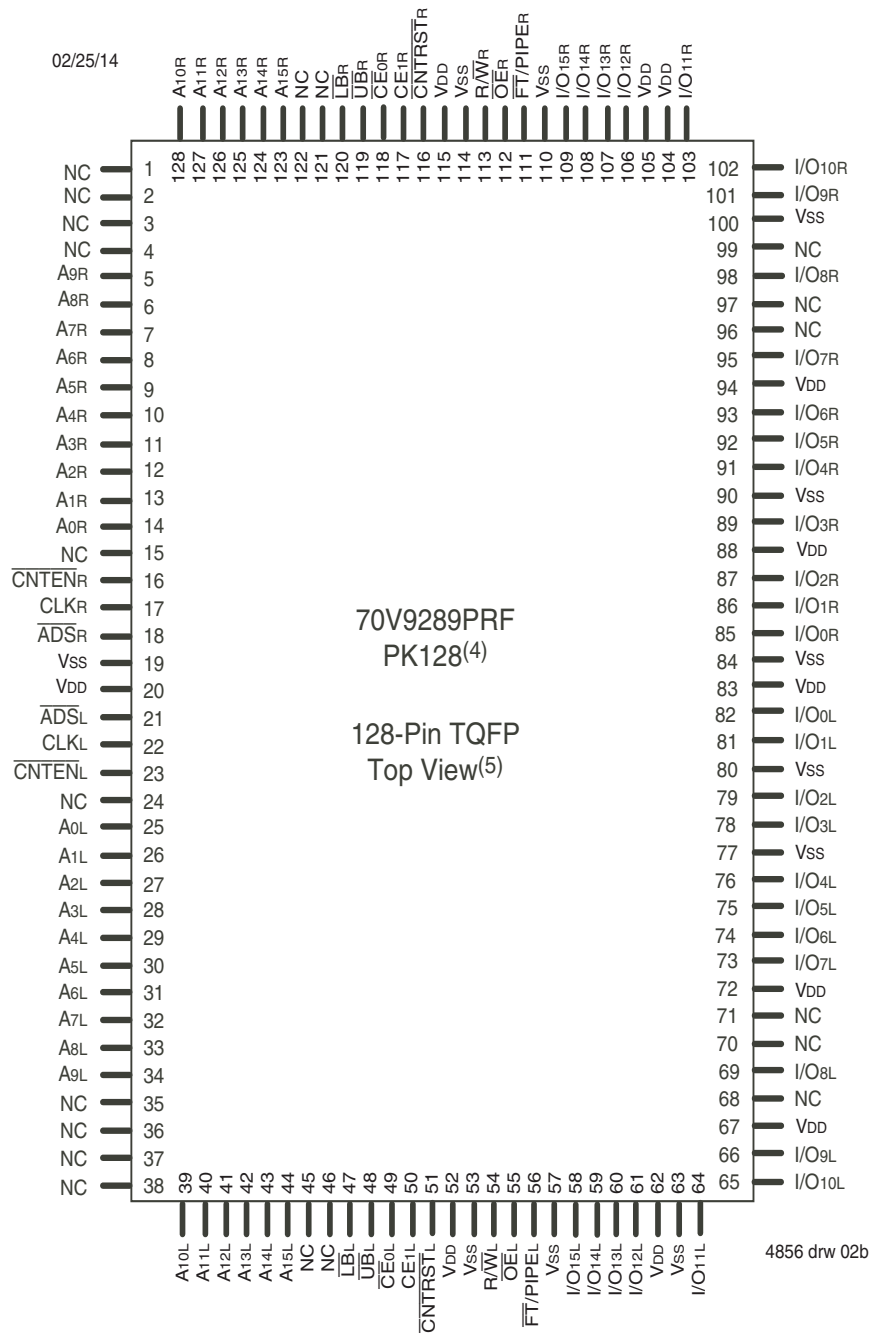 02/25/14
A10R
A11R
A12R
A13R
A14R
A15R
NC
NC
LBR
UBR
CE0R
CE1R
CNTRSTR
VDD
VSS
R/WR
OER
FT/PIPER
VSS
I/O15R
I/O14R
I/O13R
I/O12R
VDD
VDD
I/O11R
128
127
126
125
124
123
122
121
120
119
118
117
116
115
114
113
112
111
110
109
108
107
106
105
104
103
NC 1
NC 2
NC 3
NC 4
A9R 5
A8R 6
A7R 7
A6R 8
A5R 9
A4R 10
A3R 11
A2R 12
A1R 13
A0R 14
NC 15
CNTENR 16
CLKR 17
ADSR 18
VSS 19
VDD 20
ADSL 21
CLKL 22
CNTENL 23
NC 24
A0L 25
A1L 26
A2L 27
A3L 28
A4L 29
A5L 30
A6L 31
A7L 32
A8L 33
A9L 34
NC 35
NC 36
NC 37
NC 38
70V9289PRF
PK128(4)
128-Pin TQFP
Top View(5)
102 I/O10R
101 I/O9R
100 VSS
99 NC
98 I/O8R
97 NC
96 NC
95 I/O7R
94 VDD
93 I/O6R
92 I/O5R
91 I/O4R
90 VSS
89 I/O3R
88 VDD
87 I/O2R
86 I/O1R
85 I/O0R
84 VSS
83 VDD
82 I/O0L
81 I/O1L
80 VSS
79 I/O2L
78 I/O3L
77 VSS
76 I/O4L
75 I/O5L
74 I/O6L
73 I/O7L
72 VDD
71 NC
70 NC
69 I/O8L
68 NC
67 VDD
66 I/O9L
65 I/O10L
39
40
41
42
43
44
45
46
47
48
49
50
51
52
53
54
55
56
57
58
59
60
61
62
63
64
A10L
A11L
A12L
A13L
A14L
A15L
NC
NC
LBL
UBL
CE0L
CE1L
CNTRSTL
VDD
VSS
R/WL
OEL
FT/PIPEL
VSS
I/O15L
I/O14L
I/O13L
I/O12L
VDD
VSS
I/O11L
4856 drw 02b